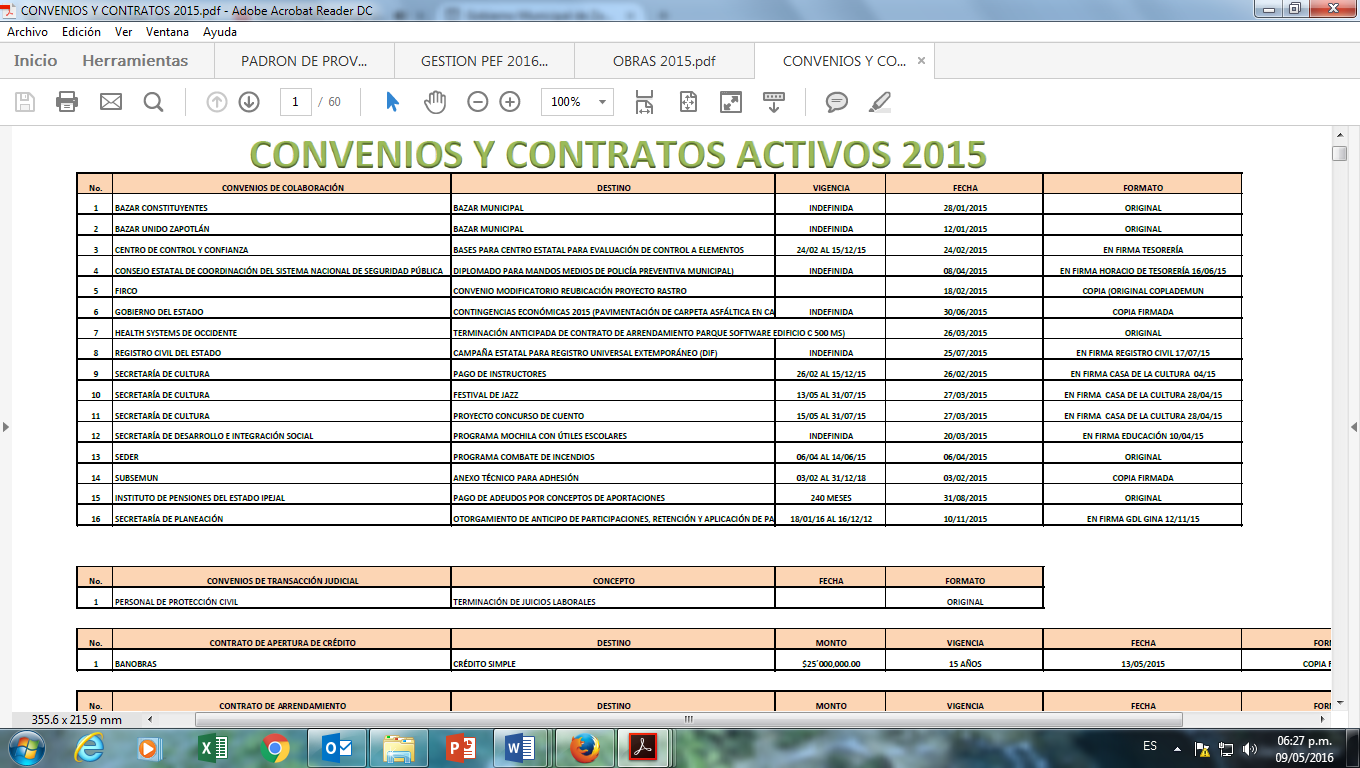 CONVENIOS Y CONTRATOS 2015.pdf - Adobe Acrobat Reader DC
Archivo Edición Ver Ventana Ayuda
Inicio Herramientas PADRON DE PROV... GESTION PEF 2016... OBRAS 2015.pdf CONVENIOS Y CO... ×
1 / 60 100%
CONVENIOS Y CONTRATOS ACTIVOS 2015
No. CONVENIOS DE COLABORACIÓN DESTINO VIGENCIA FECHA FORMATO
1 BAZAR CONSTITUYENTES BAZAR MUNICIPAL INDEFINIDA 28/01/2015 ORIGINAL
2 BAZAR UNIDO ZAPOTLÁN BAZAR MUNICIPAL INDEFINIDA 12/01/2015 ORIGINAL
3 CENTRO DE CONTROL Y CONFIANZA BASES PARA CENTRO ESTATAL PARA EVALUACIÓN DE CONTROL A ELEMENTOS 24/02 AL 15/12/15 24/02/2015 EN FIRMA TESORERÍA
4 CONSEJO ESTATAL DE COORDINACIÓN DEL SISTEMA NACIONAL DE SEGURIDAD PÚBLICA DIPLOMADO PARA MANDOS MEDIOS DE POLICÍA PREVENTIVA MUNICIPAL) INDEFINIDA 08/04/2015 EN FIRMA HORACIO DE TESORERÍA 16/06/15
5 FIRCO CONVENIO MODIFICATORIO REUBICACIÓN PROYECTO RASTRO 18/02/2015 COPIA (ORIGINAL COPLADEMUN
6 GOBIERNO DEL ESTADO CONTINGENCIAS ECONÓMICAS 2015 (PAVIMENTACIÓN DE CARPETA ASFÁLTICA EN CA INDEFINIDA 30/06/2015 COPIA FIRMADA
7 HEALTH SYSTEMS DE OCCIDENTE TERMINACIÓN ANTICIPADA DE CONTRATO DE ARRENDAMIENTO PARQUE SOFTWARE EDIFICIO C 500 MS) 26/03/2015 ORIGINAL
8 REGISTRO CIVIL DEL ESTADO CAMPAÑA ESTATAL PARA REGISTRO UNIVERSAL EXTEMPORÁNEO (DIF) INDEFINIDA 25/07/2015 EN FIRMA REGISTRO CIVIL 17/07/15
9 SECRETARÍA DE CULTURA PAGO DE INSTRUCTORES 26/02 AL 15/12/15 26/02/2015 EN FIRMA CASA DE LA CULTURA 04/15
10 SECRETARÍA DE CULTURA FESTIVAL DE JAZZ 13/05 AL 31/07/15 27/03/2015 EN FIRMA CASA DE LA CULTURA 28/04/15
11 SECRETARÍA DE CULTURA PROYECTO CONCURSO DE CUENTO 15/05 AL 31/07/15 27/03/2015 EN FIRMA CASA DE LA CULTURA 28/04/15
12 SECRETARÍA DE DESARROLLO E INTEGRACIÓN SOCIAL PROGRAMA MOCHILA CON ÚTILES ESCOLARES INDEFINIDA 20/03/2015 EN FIRMA EDUCACIÓN 10/04/15
13 SEDER PROGRAMA COMBATE DE INCENDIOS 06/04 AL 14/06/15 06/04/2015 ORIGINAL
14 SUBSEMUN ANEXO TÉCNICO PARA ADHESIÓN 03/02 AL 31/12/18 03/02/2015 COPIA FIRMADA
15 INSTITUTO DE PENSIONES DEL ESTADO IPEJAL PAGO DE ADEUDOS POR CONCEPTOS DE APORTACIONES 240 MESES 31/08/2015 ORIGINAL
16 SECRETARÍA DE PLANEACIÓN OTORGAMIENTO DE ANTICIPO DE PARTICIPACIONES, RETENCIÓN Y APLICACIÓN DE PA 18/01/16 AL 16/12/12 10/11/2015 EN FIRMA GDL GINA 12/11/15
No. CONVENIOS DE TRANSACCIÓN JUDICIAL CONCEPTO FECHA FORMATO
1 PERSONAL DE PROTECCIÓN CIVIL TERMINACIÓN DE JUICIOS LABORALES ORIGINAL
No. CONTRATO DE APERTURA DE CRÉDITO DESTINO MONTO VIGENCIA FECHA FOR
1 BANOBRAS CRÉDITO SIMPLE $25´000,000.00 15 AÑOS 13/05/2015 COPIA F
No. CONTRATO DE ARRENDAMIENTO DESTINO MONTO VIGENCIA FECHA FOR
355.6 x 215.9 mm
ES 06:27 p.m.
09/05/2016